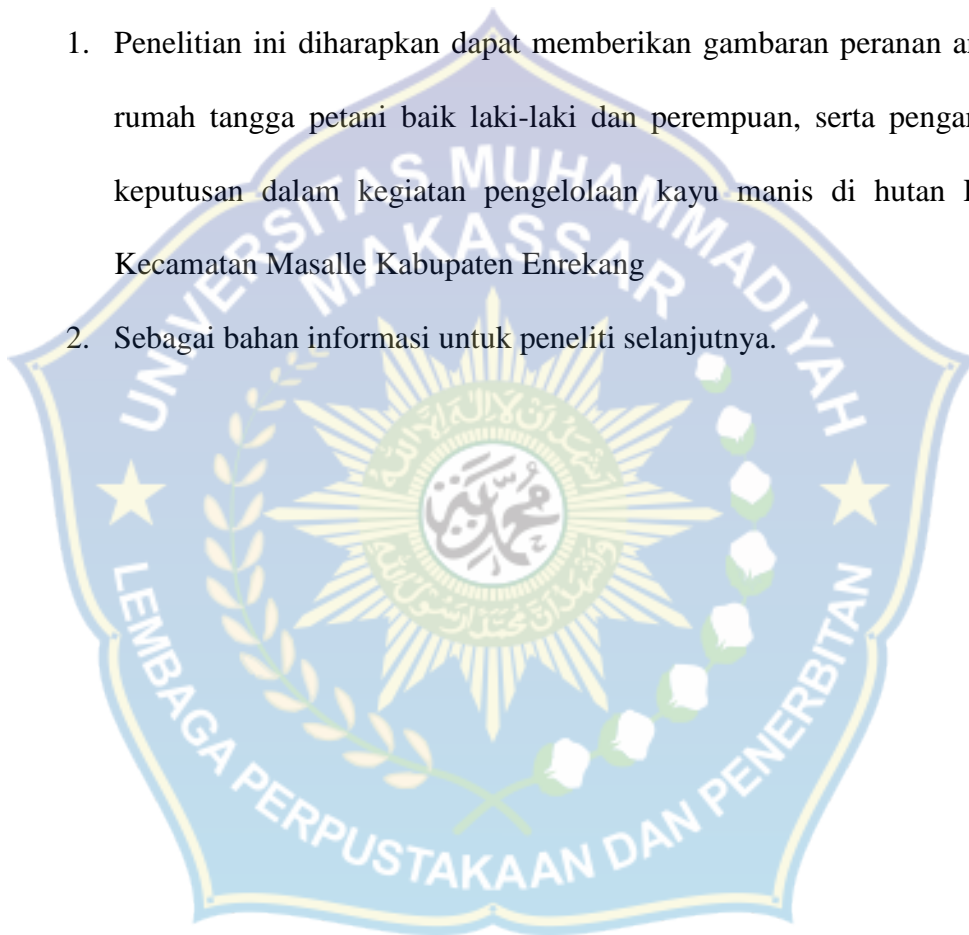 1. Penelitian ini diharapkan dapat memberikan gambaran peranan
rumah tangga petani baik laki-laki dan perempuan, serta
keputusan dalam kegiatan pengelolaan kayu manis di hutan
Kecamatan Masalle Kabupaten Enrekang
2. Sebagai bahan informasi untuk peneliti selanjutnya.
UNIVERSITAS MUHAMMADIYAH
MAKASSAR
LEMBAGA PERPUSTAKAAN DAN PENERBITAN